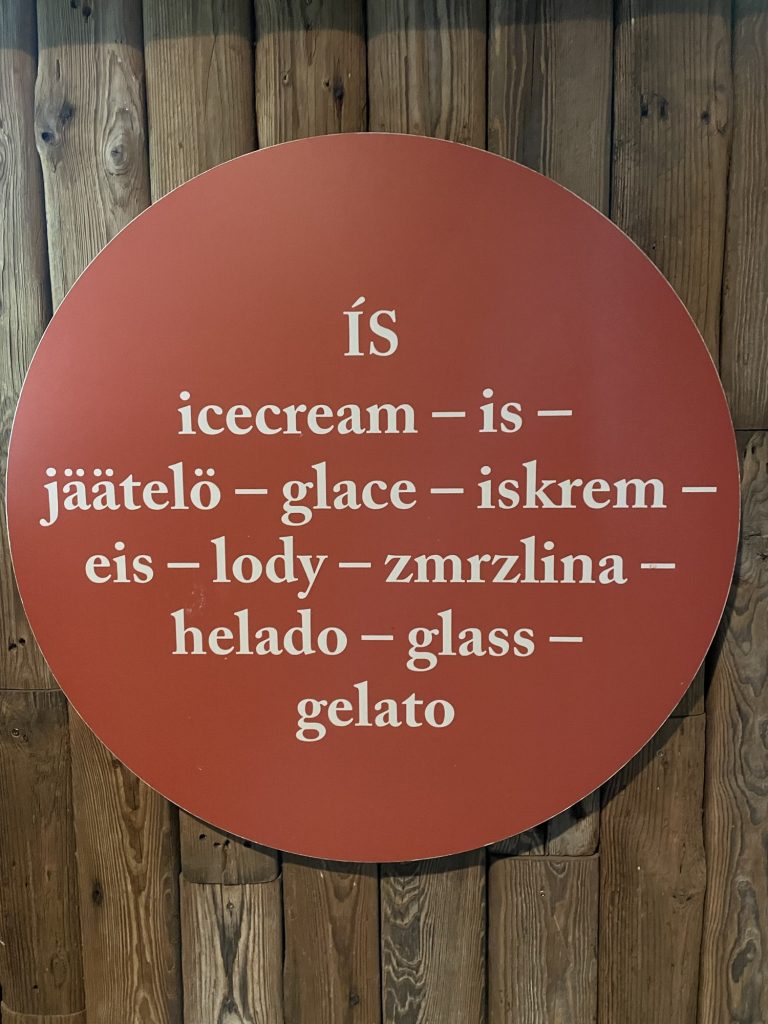 ÍS
icecream – is –
jäätelö – glace – iskrem –
eis – lody – zmrzlina –
helado – glass –
gelato